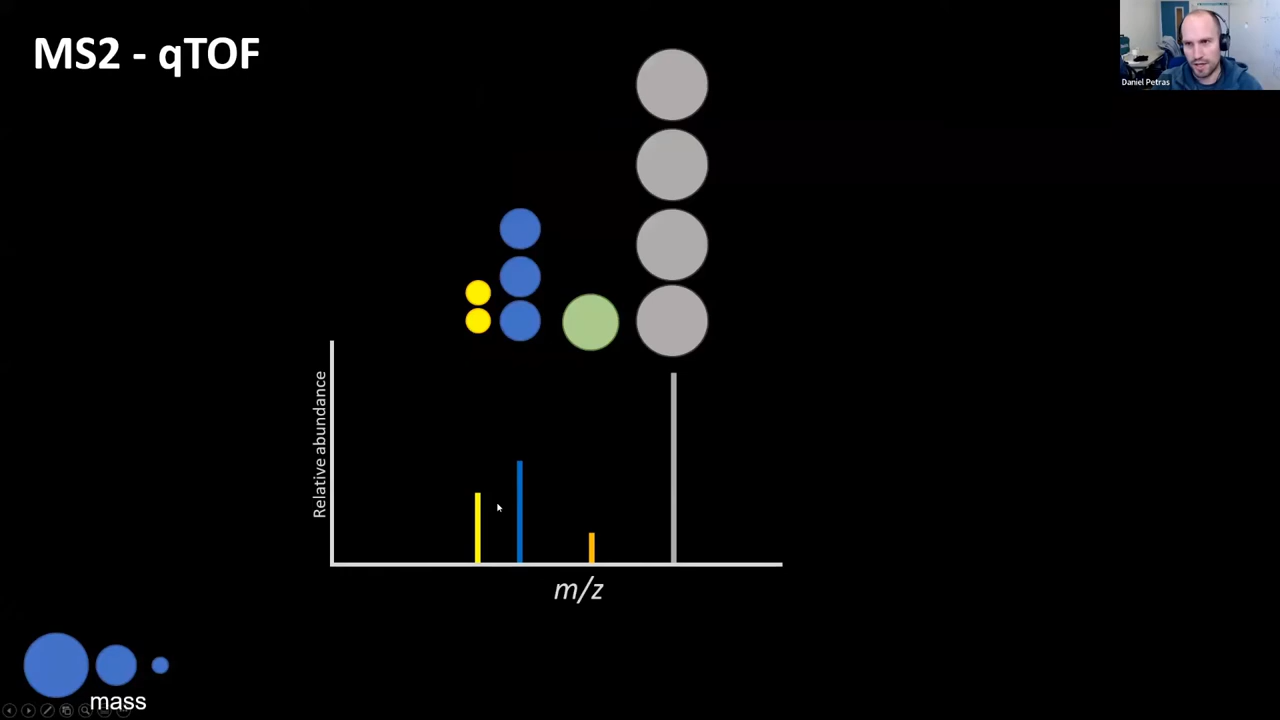 MS2 - qTOF
Daniel Petras
Relative abundance
m/z
mass